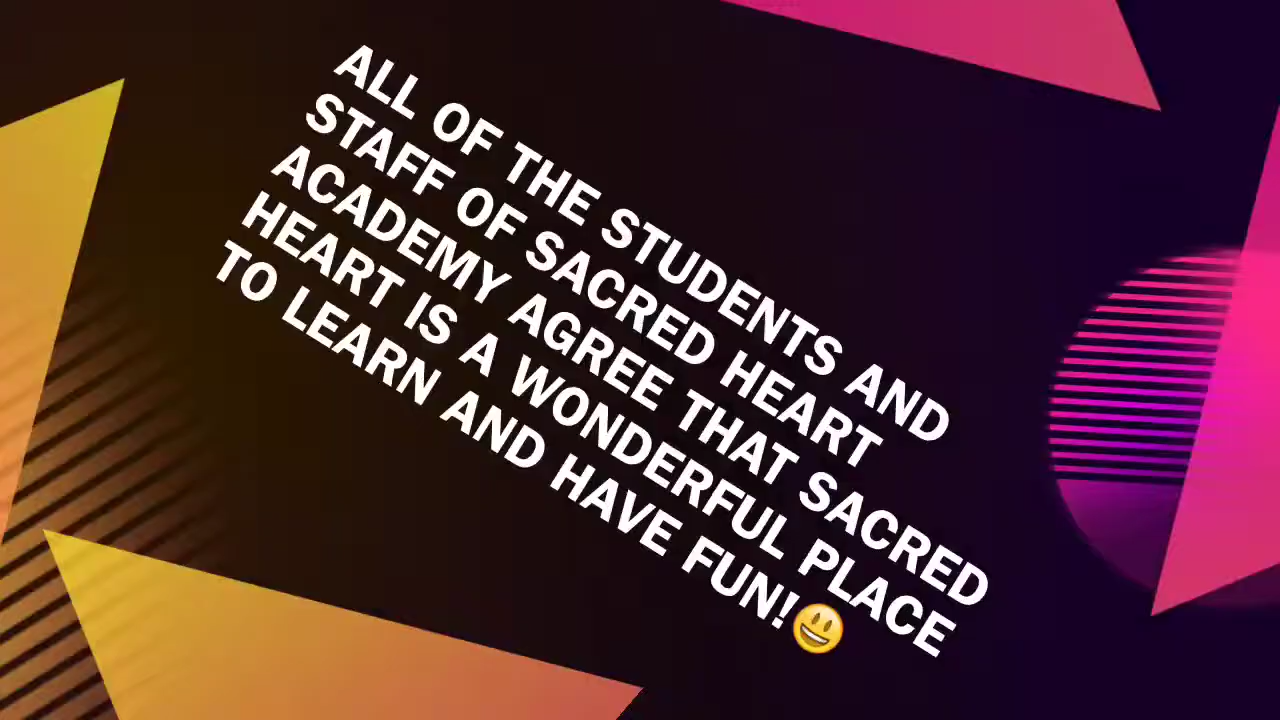 ALL OF THE STUDENTS AND
STAFF OF SACRED HEART
ACADEMY AGREE THAT SACRED
HEART IS A WONDERFUL PLACE
TO LEARN AND HAVE FUN!😃